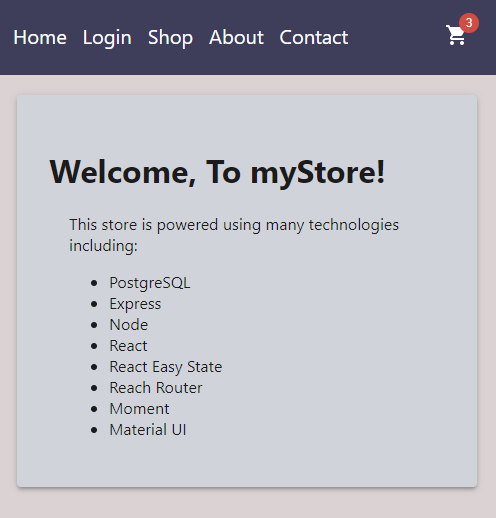 Home Login Shop About Contact 3
Welcome, To myStore!
This store is powered using many technologies
including:
PostgreSQL
Express
Node
React
React Easy State
Reach Router
Moment
Material UI